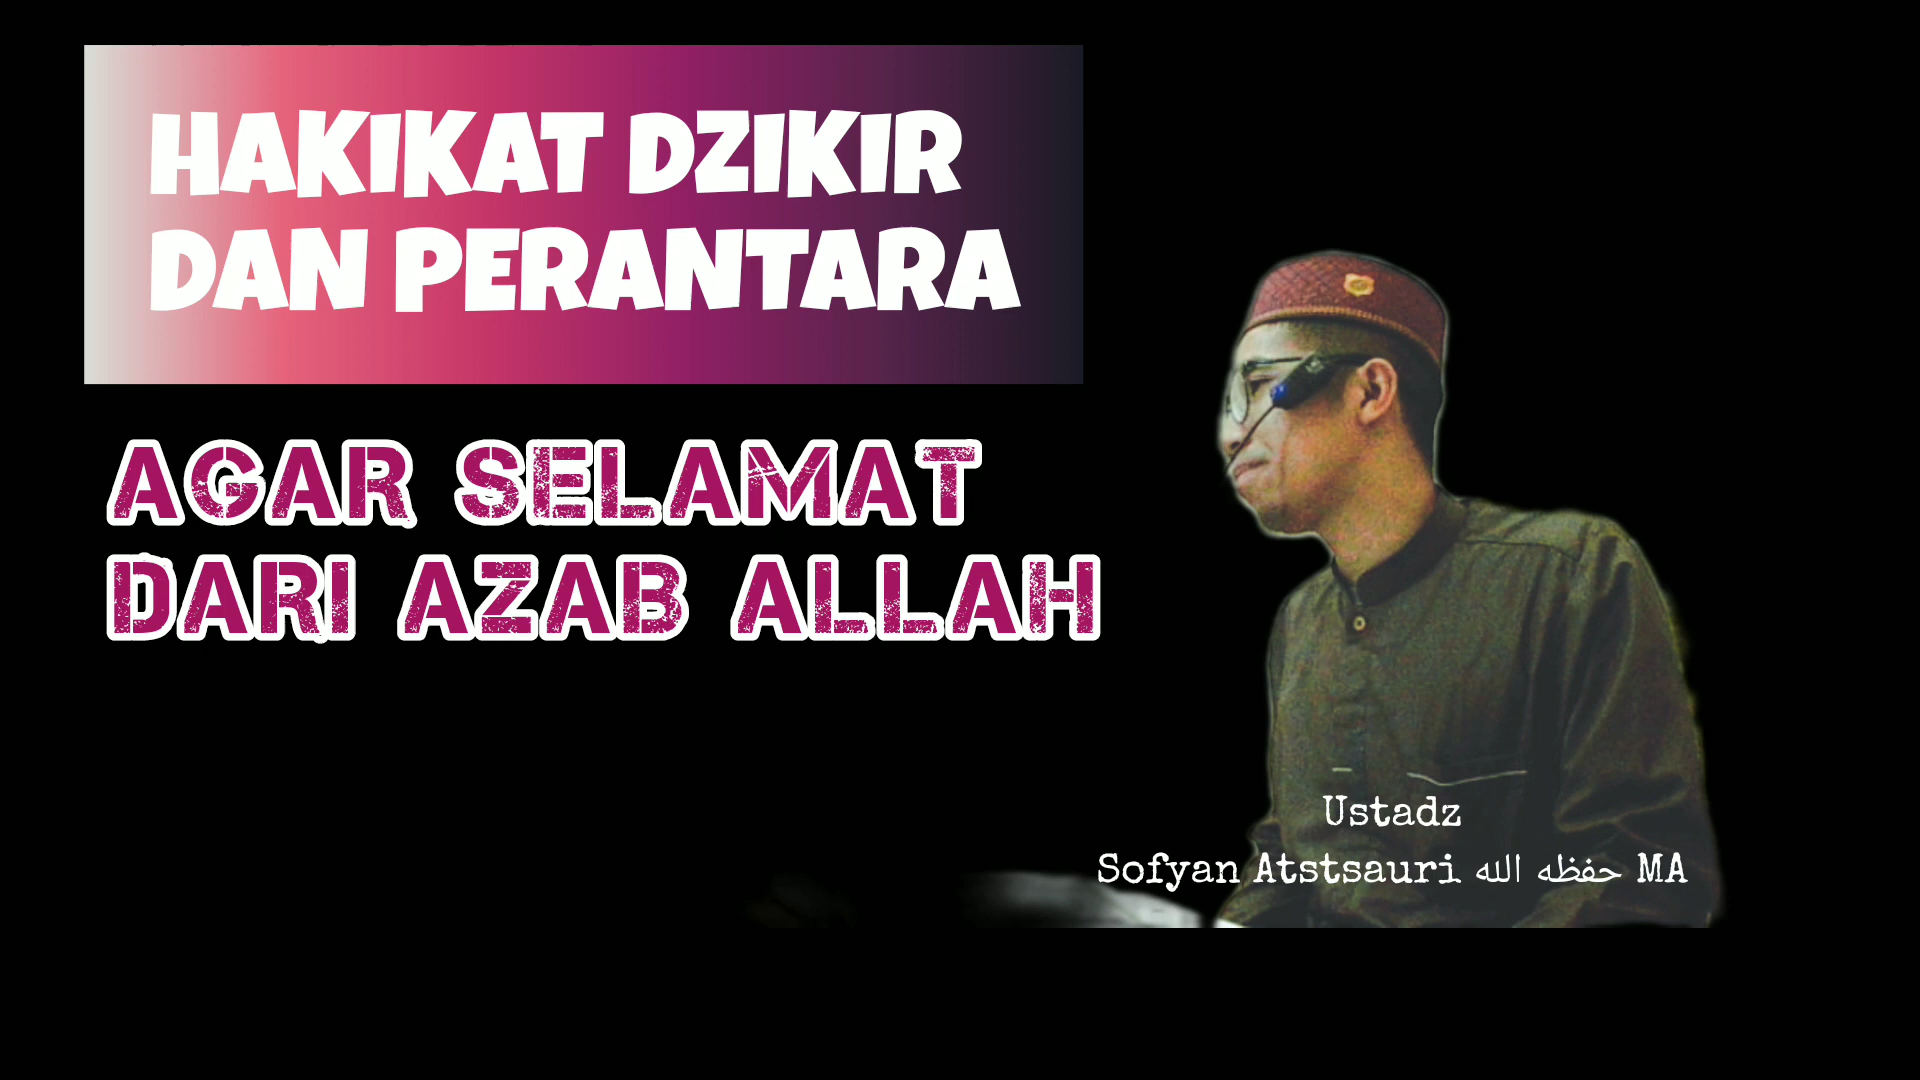 HAKIKAT DZIKIR
DAN PERANTARA
AGAR SELAMAT
DARI AZAB ALLAH
Ustadz
Sofyan Atstsauri حفظه الله MA